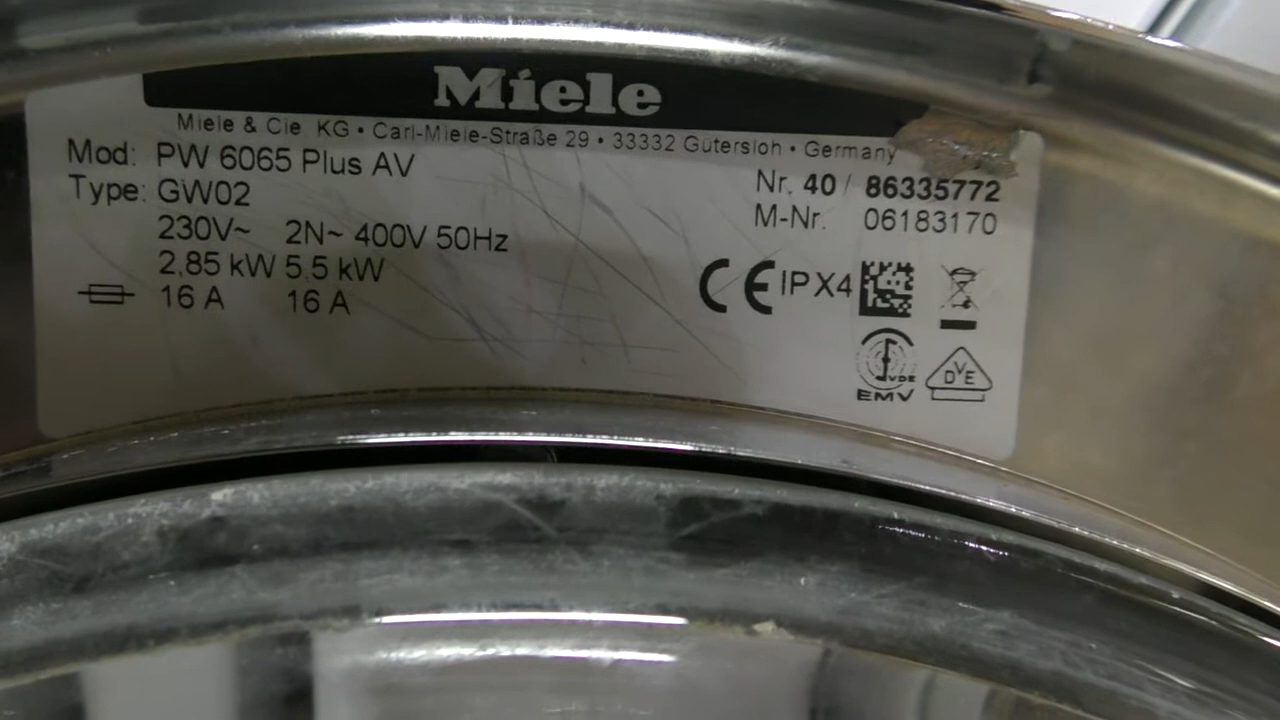 Miele
Miele & Cie KG • Carl-Miele-Straße 29 • 33332 Gütersloh • Germany
Mod: PW 6065 Plus AV
Type: GW02
Nr. 40 / 86335772
M-Nr. 06183170
230V~ 2N~ 400V 50Hz
2,85 kW 5,5 kW
16 A 16 A
CE IPX4
VDE
EMV
DVE